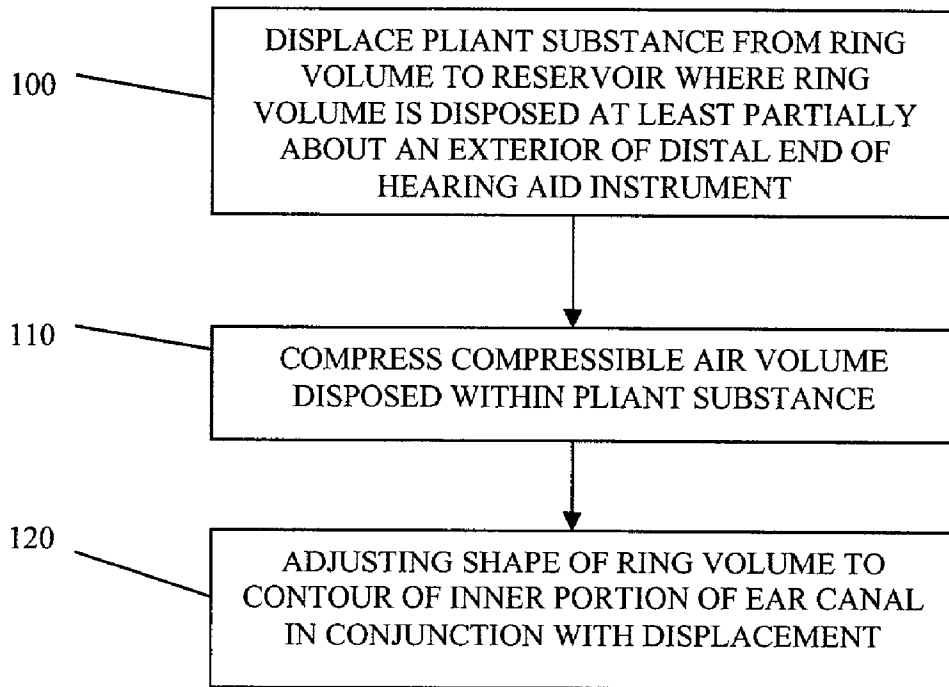 100
DISPLACE PLIANT SUBSTANCE FROM RING
VOLUME TO RESERVOIR WHERE RING
VOLUME IS DISPOSED AT LEAST PARTIALLY
ABOUT AN EXTERIOR OF DISTAL END OF
HEARING AID INSTRUMENT
110
COMPRESS COMPRESSIBLE AIR VOLUME
DISPOSED WITHIN PLIANT SUBSTANCE
120
ADJUSTING SHAPE OF RING VOLUME TO
CONTOUR OF INNER PORTION OF EAR CANAL
IN CONJUNCTION WITH DISPLACEMENT